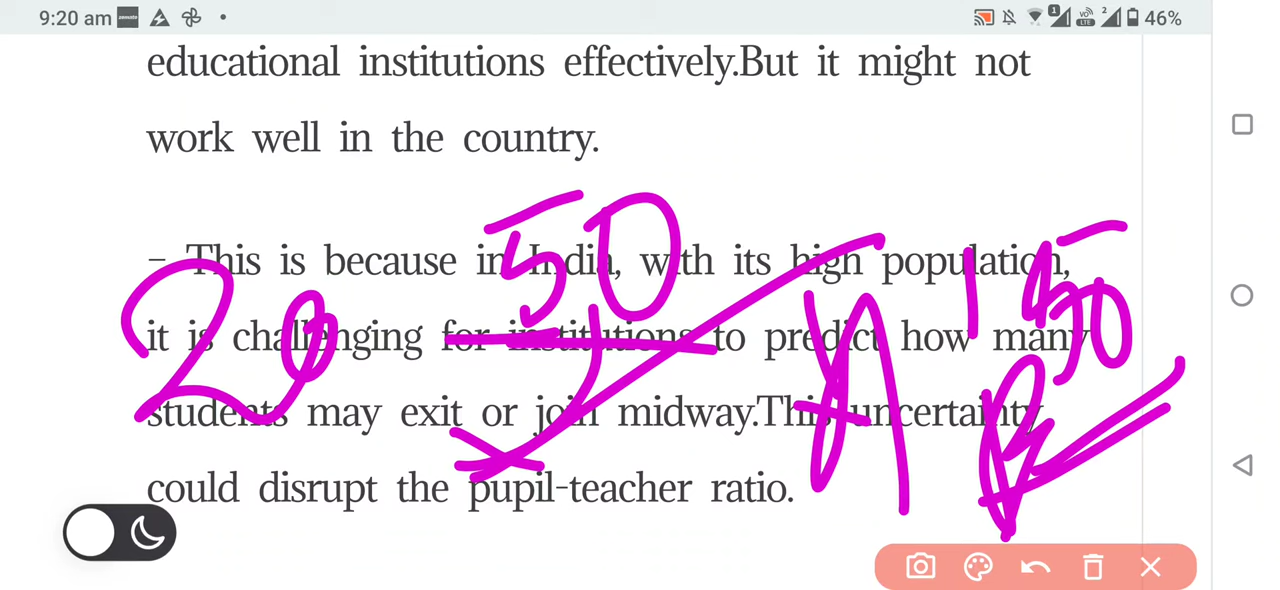 9:20 am 46%
educational institutions effectively.But it might not
work well in the country.
– This is because in India, with its high population,
it is challenging for institutions to predict how many
students may exit or join midway.This uncertainty
could disrupt the pupil-teacher ratio.
50
20